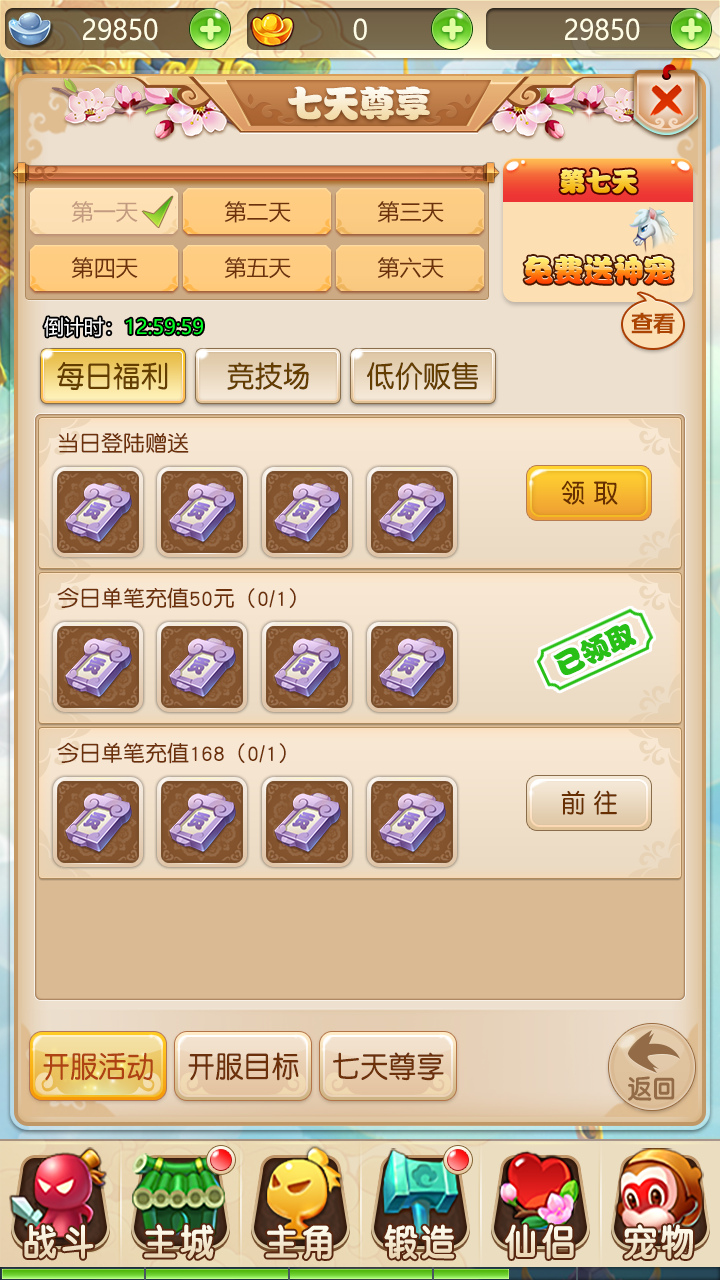 29850 0 29850
七天尊享
第一天 第二天 第三天
第四天 第五天 第六天
第七天
免费送神宠
查看
倒计时：12:59:59
每日福利 竞技场 低价贩售
当日登陆赠送
领取
今日单笔充值50元（0/1）
已领取
今日单笔充值168（0/1）
前往
开服活动 开服目标 七天尊享
返回
战斗 主城 主角 锻造 仙侣 宠物